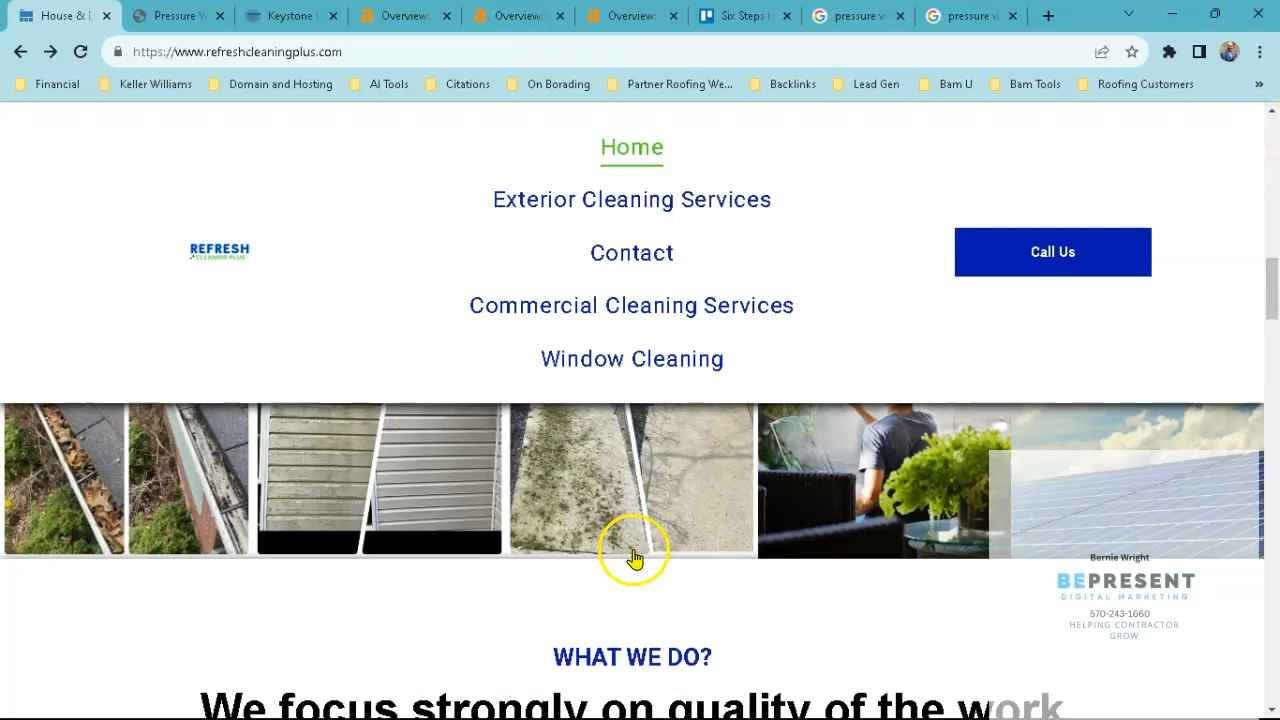 House & D
Pressure W
Keystone F
Overview:
Overview:
Overview:
Six Steps t
pressure w
pressure v
https://www.refreshcleaningplus.com
Financial
Keller Williams
Domain and Hosting
AI Tools
Citations
On Borading
Partner Roofing We...
Backlinks
Lead Gen
Bam U
Bam Tools
Roofing Customers
»
Home
Exterior Cleaning Services
Contact
Commercial Cleaning Services
Window Cleaning
REFRESH
CLEANING PLUS
Call Us
Bernie Wright
BEPRESENT
DIGITAL MARKETING
570-243-1660
HELPING CONTRACTOR
GROW
WHAT WE DO?
We focus strongly on quality of the work